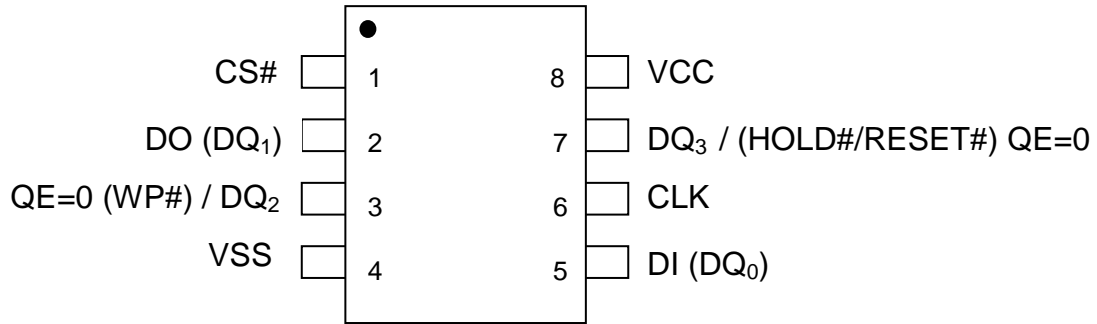 CS# 1 8 VCC
DO (DQ₁) 2 7 DQ₃ / (HOLD#/RESET#) QE=0
QE=0 (WP#) / DQ₂ 3 6 CLK
VSS 4 5 DI (DQ₀)